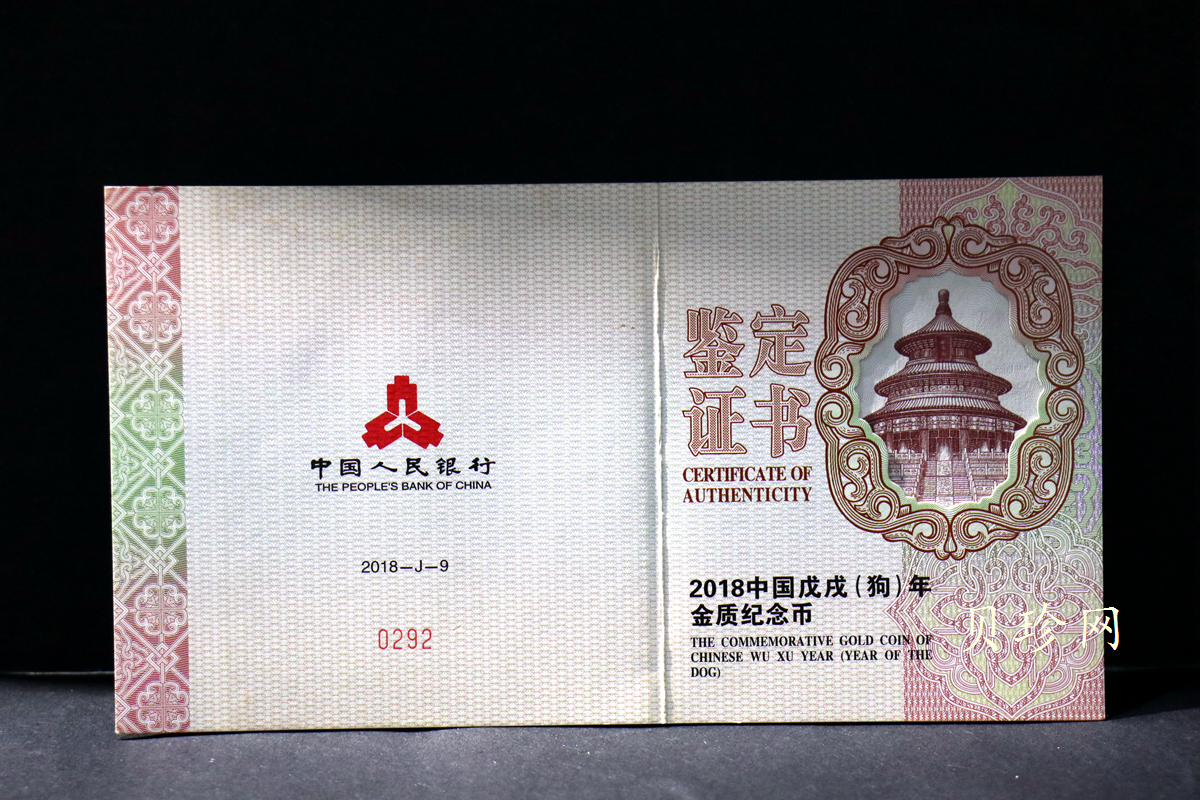 中国人民银行
THE PEOPLE'S BANK OF CHINA
2018—J—9
0292
鉴定
证书
CERTIFICATE OF
AUTHENTICITY
2018中国戊戌(狗)年
金质纪念币
THE COMMEMORATIVE GOLD COIN OF
CHINESE WU XU YEAR (YEAR OF THE
DOG)
贝珍网